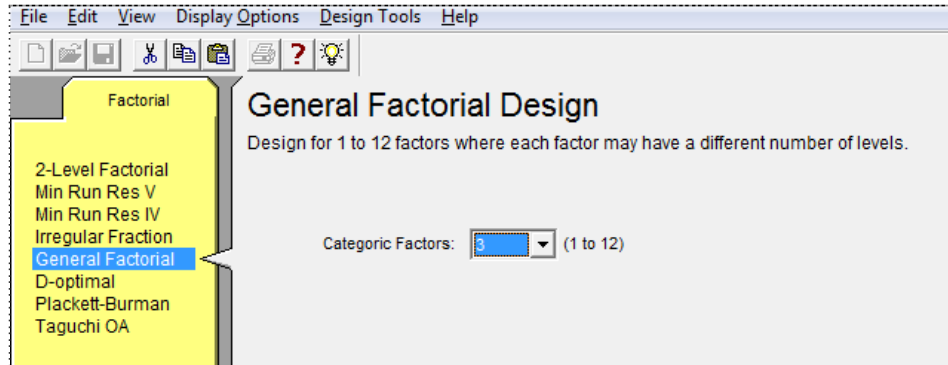 File Edit View Display Options Design Tools Help
?
Factorial
General Factorial Design
Design for 1 to 12 factors where each factor may have a different number of levels.
2-Level Factorial
Min Run Res V
Min Run Res IV
Irregular Fraction
General Factorial
D-optimal
Plackett-Burman
Taguchi OA
Categoric Factors: 3 (1 to 12)